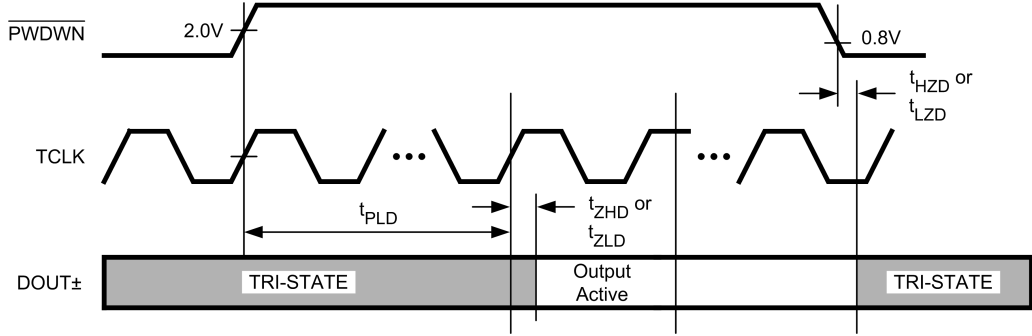 PWDWN
2.0V
0.8V
tHZD or
tLZD
TCLK
•••
•••
tPLD
tZHD or
tZLD
DOUT±
TRI-STATE
Output
Active
TRI-STATE